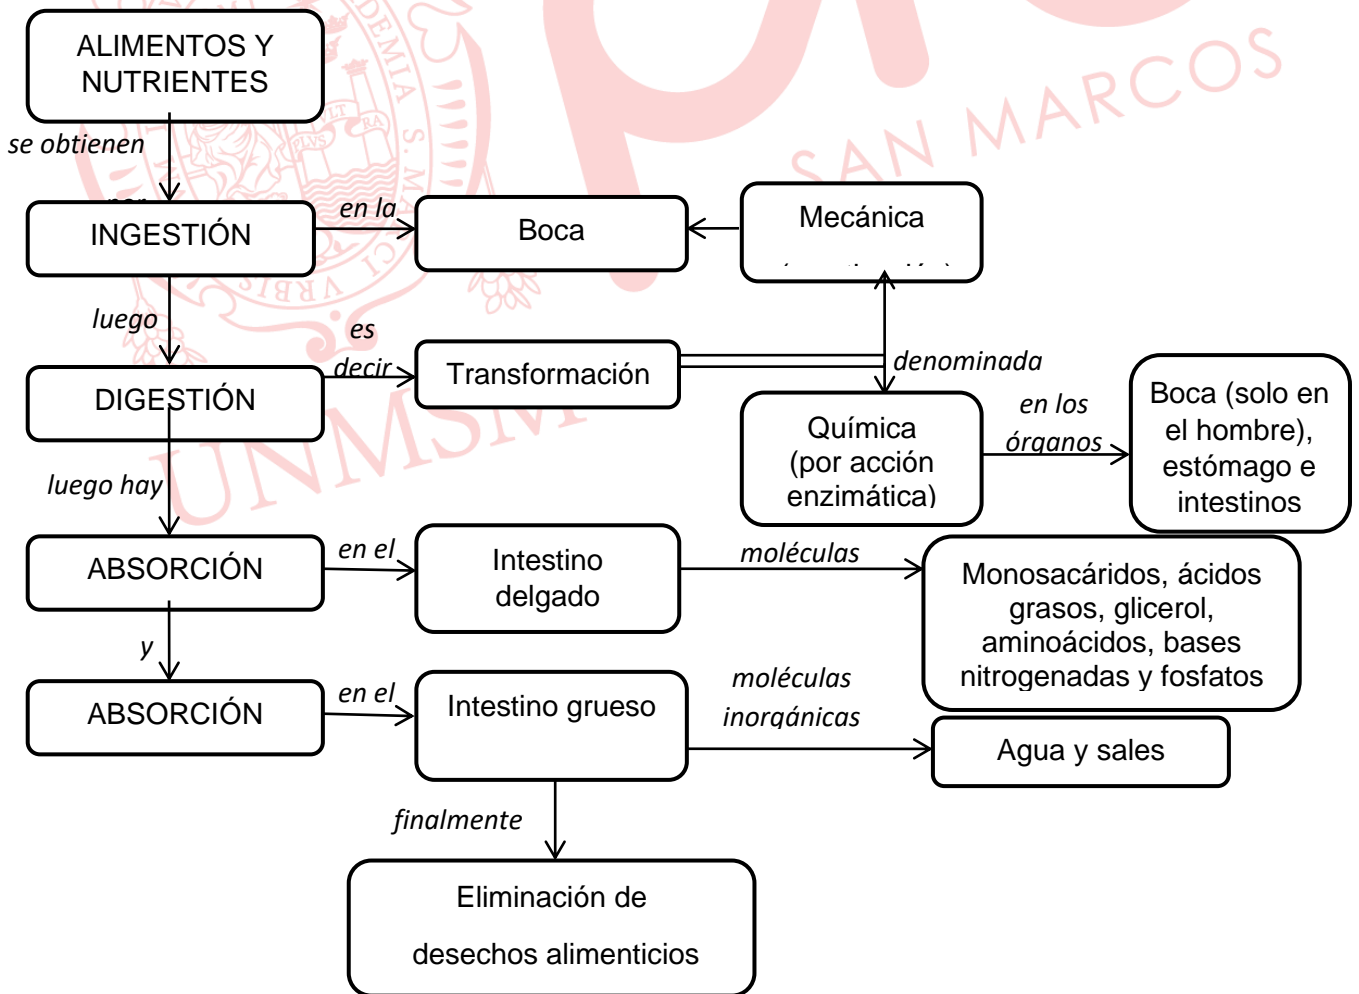 ALIMENTOS Y
NUTRIENTES
se obtienen
por
INGESTIÓN
en la
Boca
Mecánica
luego
DIGESTIÓN
es
decir
Transformación
denominada
Química
(por acción
enzimática)
en los
órganos
Boca (solo en
el hombre),
estómago e
intestinos
luego hay
ABSORCIÓN
en el
Intestino
delgado
moléculas
Monosacáridos, ácidos
grasos, glicerol,
aminoácidos, bases
nitrogenadas y fosfatos
y
ABSORCIÓN
en el
Intestino grueso
moléculas
inorgánicas
Agua y sales
finalmente
Eliminación de
desechos alimenticios
SAN MARCOS
UNMSM